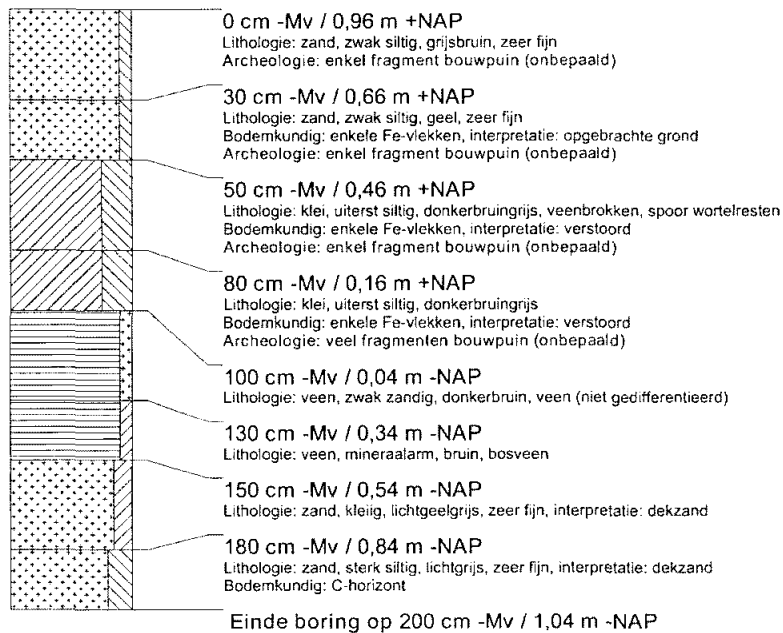 0 cm -Mv / 0,96 m +NAP
Lithologie: zand, zwak siltig, grijsbruin, zeer fijn
Archeologie: enkel fragment bouwpuin (onbepaald)
30 cm -Mv / 0,66 m +NAP
Lithologie: zand, zwak siltig, geel, zeer fijn
Bodemkundig: enkele Fe-vlekken, interpretatie: opgebrachte grond
Archeologie: enkel fragment bouwpuin (onbepaald)
50 cm -Mv / 0,46 m +NAP
Lithologie: klei, uiterst siltig, donkerbruingrijs, veenbrokken, spoor wortelresten
Bodemkundig: enkele Fe-vlekken, interpretatie: verstoord
Archeologie: enkel fragment bouwpuin (onbepaald)
80 cm -Mv / 0,16 m +NAP
Lithologie: klei, uiterst siltig, donkerbruingrijs
Bodemkundig: enkele Fe-vlekken, interpretatie: verstoord
Archeologie: veel fragmenten bouwpuin (onbepaald)
100 cm -Mv / 0,04 m -NAP
Lithologie: veen, zwak zandig, donkerbruin, veen (niet gedifferentieerd)
130 cm -Mv / 0,34 m -NAP
Lithologie: veen, mineraalarm, bruin, bosveen
150 cm -Mv / 0,54 m -NAP
Lithologie: zand, kleiig, lichtgeelgrijs, zeer fijn, interpretatie: dekzand
180 cm -Mv / 0,84 m -NAP
Lithologie: zand, sterk siltig, lichtgrijs, zeer fijn, interpretatie: dekzand
Bodemkundig: C-horizont
Einde boring op 200 cm -Mv / 1,04 m -NAP